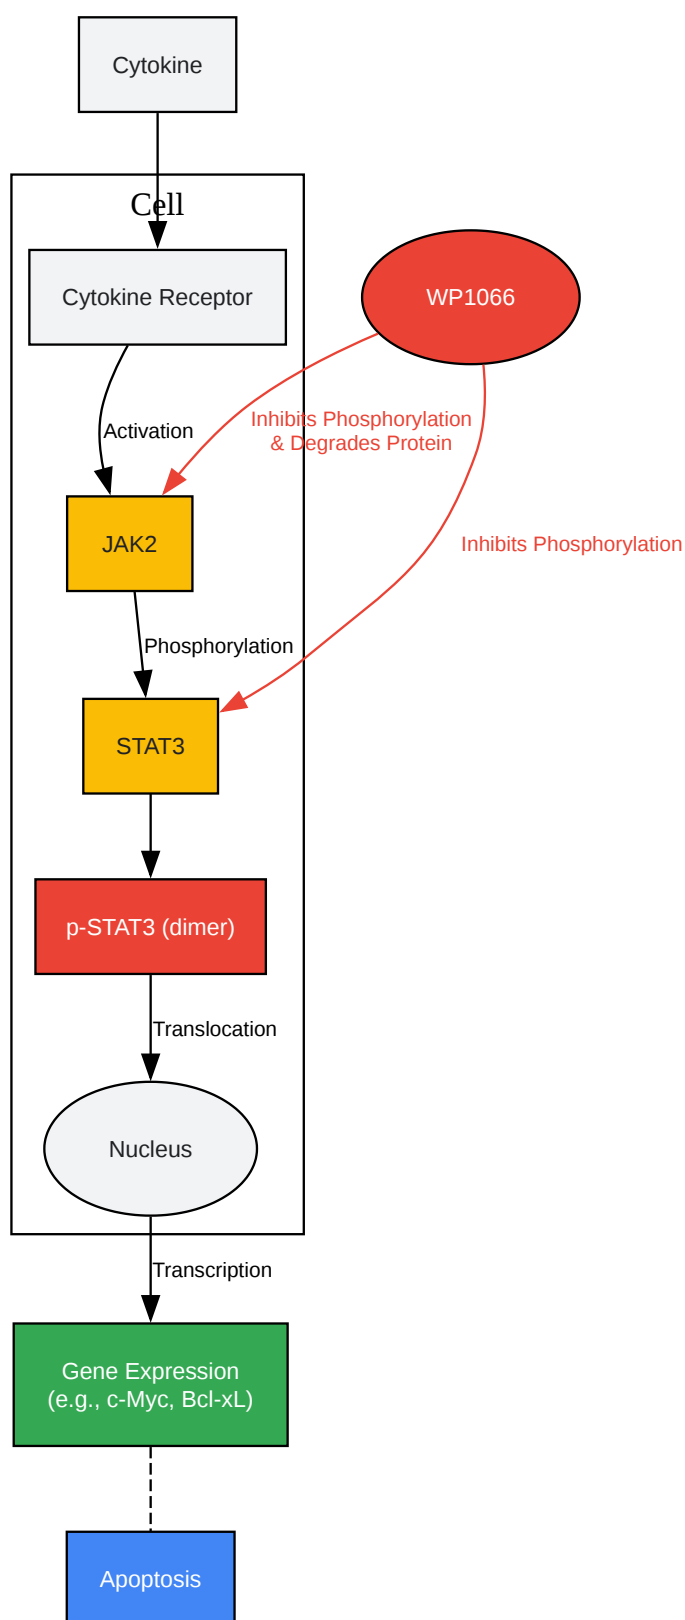 Cytokine
Cell
Cytokine Receptor
WP1066
Activation
Inhibits Phosphorylation
& Degrades Protein
JAK2
Inhibits Phosphorylation
Phosphorylation
STAT3
p-STAT3 (dimer)
Translocation
Nucleus
Transcription
Gene Expression
(e.g., c-Myc, Bcl-xL)
Apoptosis